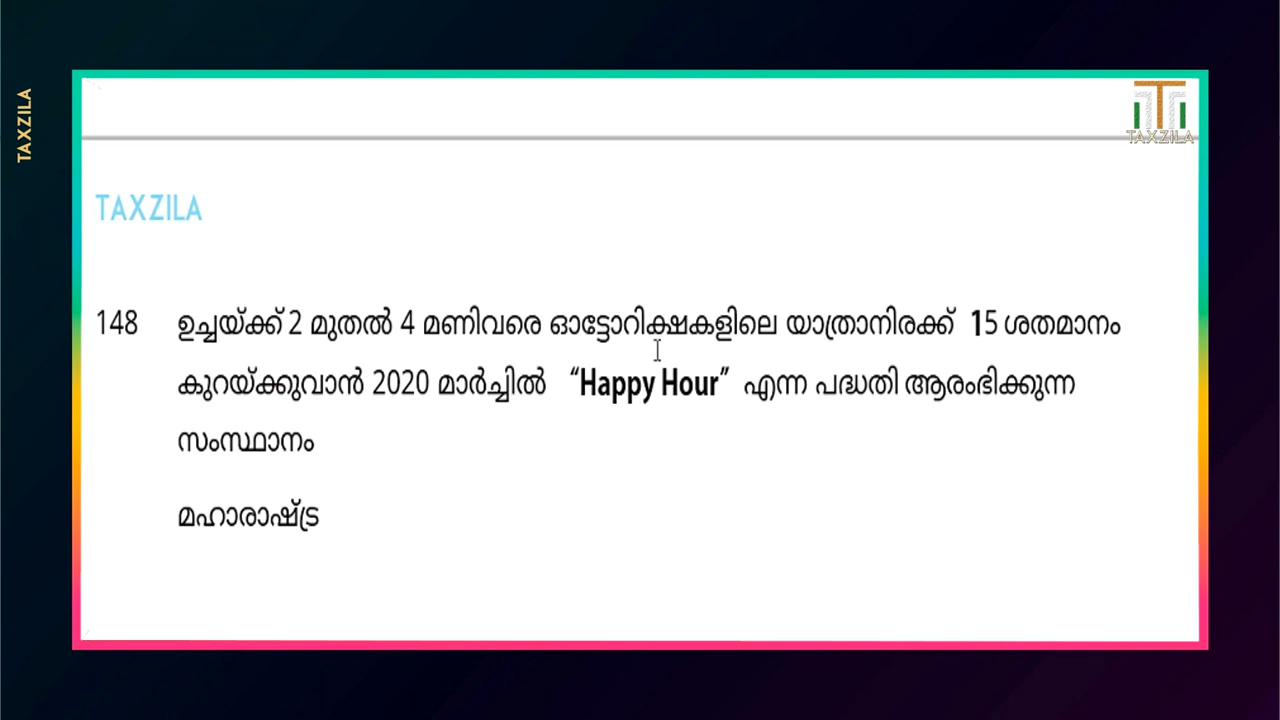 TAXZILA
TAXZILA
TAXZILA
148 ഉച്ചയ്ക്ക് 2 മുതൽ 4 മണിവരെ ഓട്ടോറിക്ഷകളിലെ യാത്രാനിരക്ക് 15 ശതമാനം
കുറയ്ക്കുവാൻ 2020 മാർച്ചിൽ “Happy Hour” എന്ന പദ്ധതി ആരംഭിക്കുന്ന
സംസ്ഥാനം
മഹാരാഷ്ട്ര